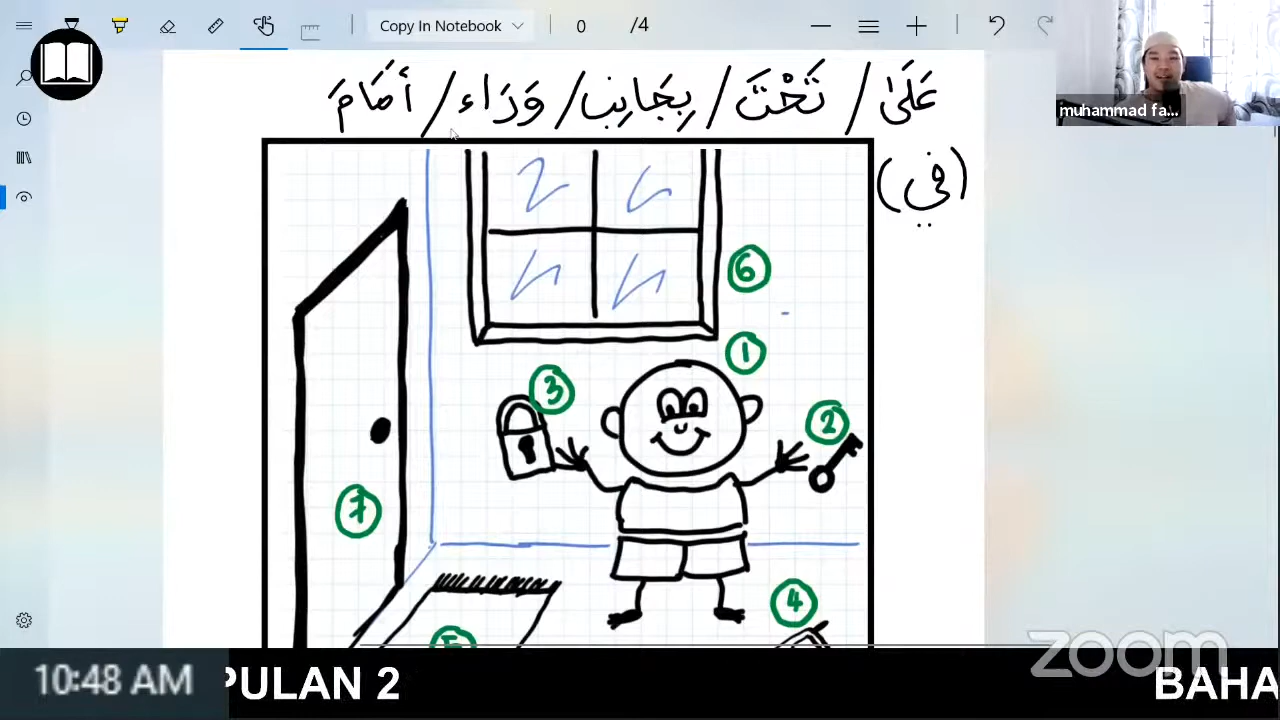 Copy In Notebook
0 /4
muhammad fa...
عَلَىٰ / تَحْتَ / بِجَانِبِ / وَرَاءَ / أَمَامَ
(فِي)
6
1
3
2
7
4
5
zoom
10:48 AM PULAN 2 BAHA